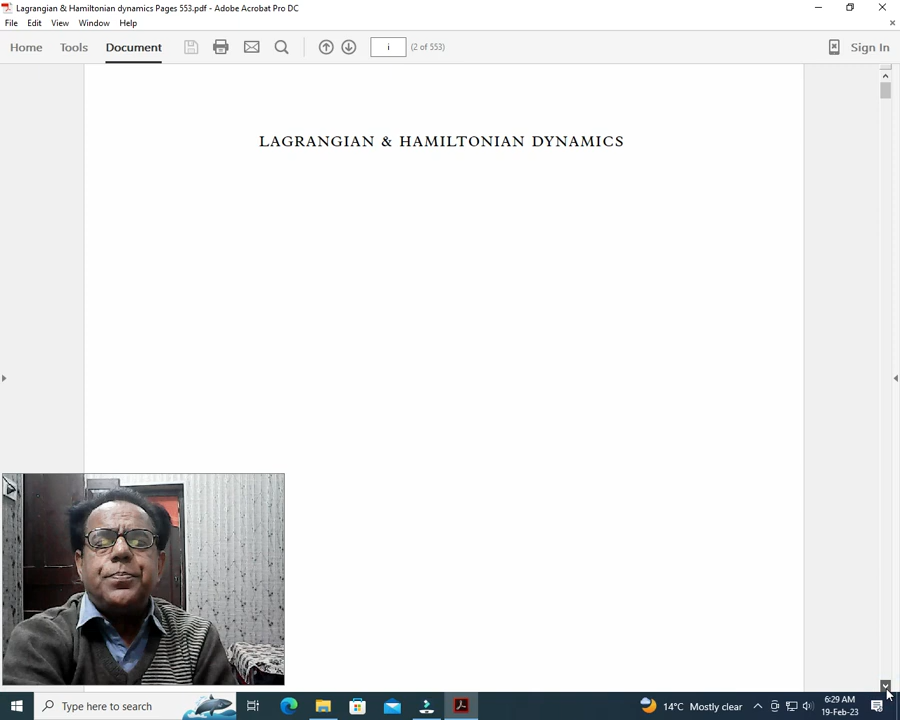 Lagrangian & Hamiltonian dynamics Pages 553.pdf - Adobe Acrobat Pro DC
File Edit View Window Help
Home Tools Document i (2 of 553) Sign In
LAGRANGIAN & HAMILTONIAN DYNAMICS
Type here to search 14°C Mostly clear 6:29 AM
19-Feb-23